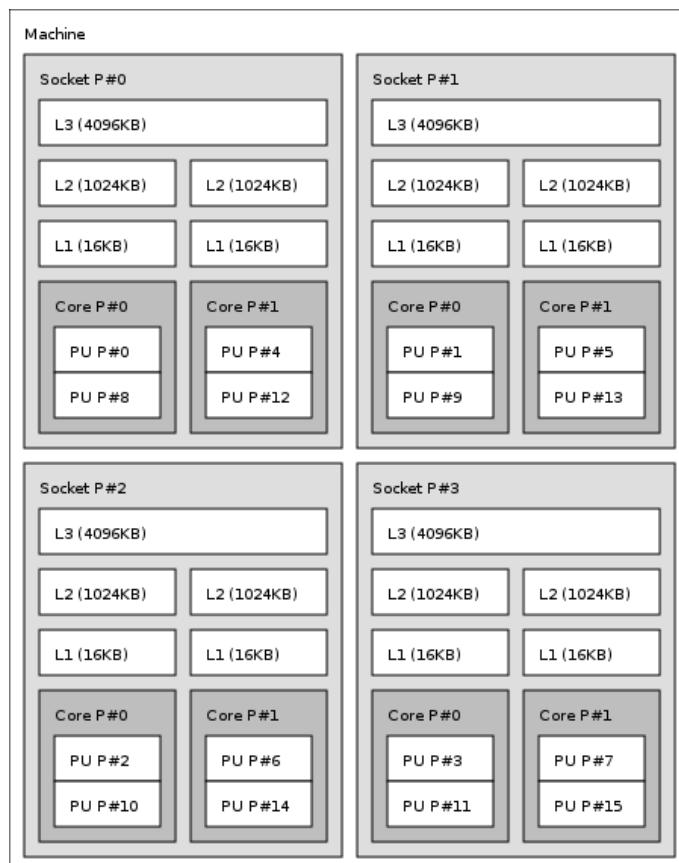 Machine
Socket P#0
L3 (4096KB)
L2 (1024KB)
L2 (1024KB)
L1 (16KB)
L1 (16KB)
Core P#0
PU P#0
PU P#8
Core P#1
PU P#4
PU P#12
Socket P#1
L3 (4096KB)
L2 (1024KB)
L2 (1024KB)
L1 (16KB)
L1 (16KB)
Core P#0
PU P#1
PU P#9
Core P#1
PU P#5
PU P#13
Socket P#2
L3 (4096KB)
L2 (1024KB)
L2 (1024KB)
L1 (16KB)
L1 (16KB)
Core P#0
PU P#2
PU P#10
Core P#1
PU P#6
PU P#14
Socket P#3
L3 (4096KB)
L2 (1024KB)
L2 (1024KB)
L1 (16KB)
L1 (16KB)
Core P#0
PU P#3
PU P#11
Core P#1
PU P#7
PU P#15